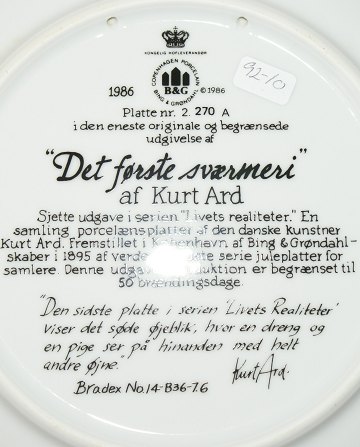 KONGELIG HOFLEVERANDØR
COPENHAGEN PORCELAIN
B&G
BING & GRØNDAHL
1986
© 1986
92-10
Platte nr. 2. 270 A
i den eneste originale og begrænsede
udgivelse af
"Det første sværmeri"
af Kurt Ard
Sjette udgave i serien "Livets realiteter." En
samling porcelænsplatter af den danske kunstner
Kurt Ard. Fremstillet i København af Bing & Grøndahl-
skaber i 1895 af serie juleplatter for
samlere. Denne er begrænset til
50 brændingsdage.
"Den sidste platte i serien 'Livets Realiteter'
viser det søde øjeblik, hvor en dreng og
en pige ser på hinanden med helt
andre øjne."
Kurt Ard.
Bradex No. 14-B36-7.6